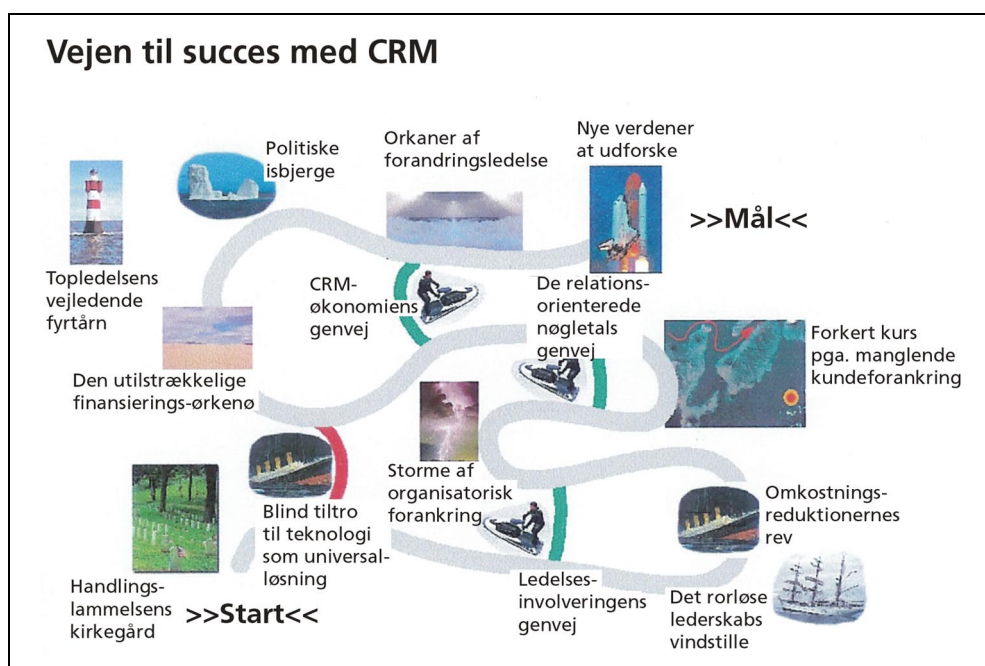 Vejen til succes med CRM
Politiske
isbjerge
Orkaner af
forandringsledelse
Nye verdener
at udforske
>>Mål<<
Topledelsens
vejledende
fyrtårn
CRM-
økonomiens
genvej
De relations-
orienterede
nøgletals
genvej
Forkert kurs
pga. manglende
kundeforankring
Den utilstrækkelige
finansierings-ørkenø
Storme af
organisatorisk
forankring
Blind tiltro
til teknologi
som universal-
løsning
Omkostnings-
reduktionernes
rev
Handlings-
lammelsens
kirkegård
>>Start<<
Ledelses-
involveringens
genvej
Det rorløse
lederskabs
vindstille